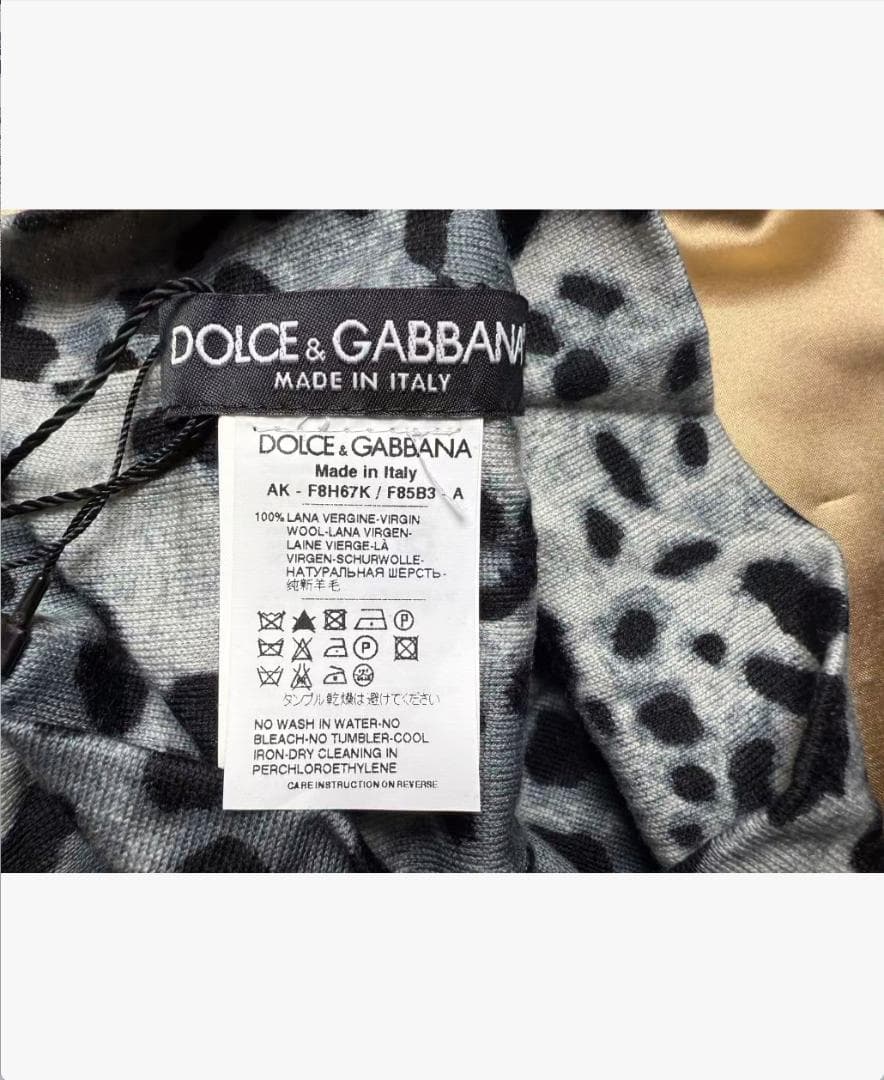 DOLCE & GABBANA
MADE IN ITALY
DOLCE & GABBANA
Made in Italy
AK - F8H67K / F85B3 - A
100% LANA VERGINE-VIRGIN
WOOL-LANA VIRGEN-
LAINE VIERGE-LÀ
VIRGEN-SCHURWOLLE-
НАТУРАЛЬНАЯ ШЕРСТЬ-
纯新羊毛
P
P
タンブル乾燥は避けてください
NO WASH IN WATER-NO
BLEACH-NO TUMBLER-COOL
IRON-DRY CLEANING IN
PERCHLOROETHYLENE
CARE INSTRUCTION ON REVERSE